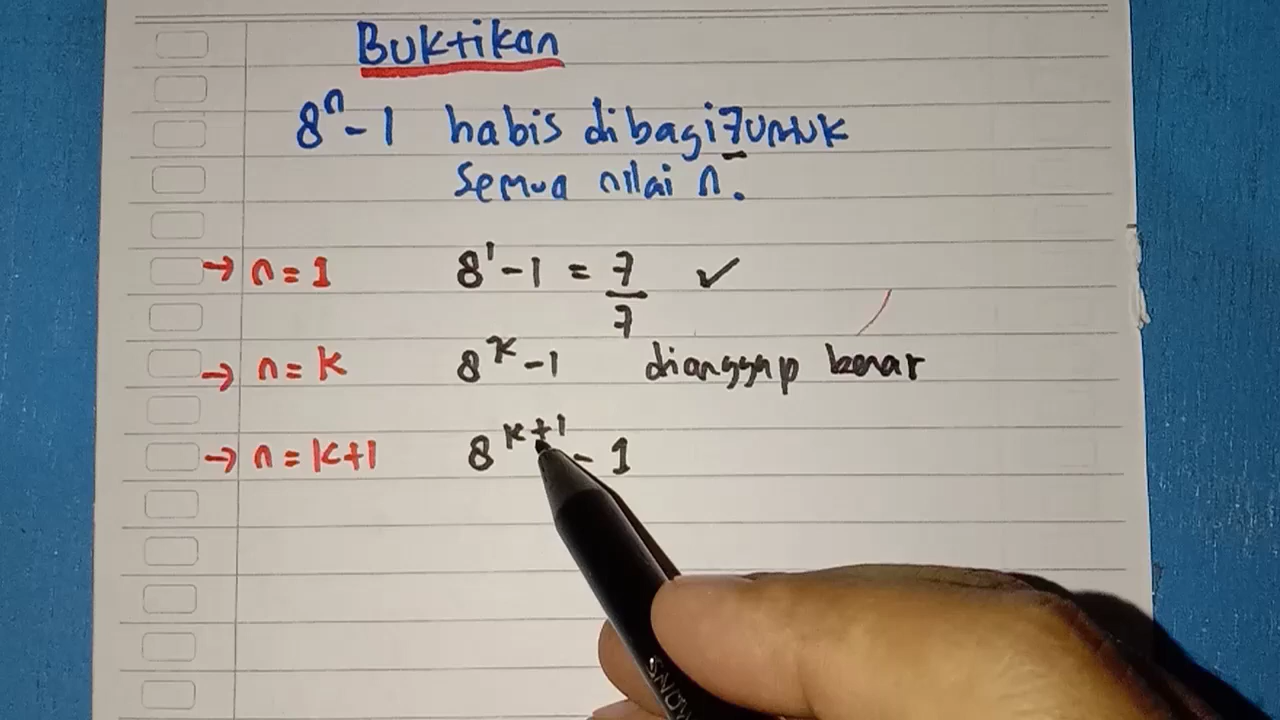 Buktikan
8ⁿ - 1 habis dibagi 7 untuk
semua nilai n.
→ n = 1 8¹ - 1 = 7/7 ✓
→ n = k 8ᵏ - 1 dianggap benar
→ n = k+1 8ᵏ⁺¹ - 1
SNOW